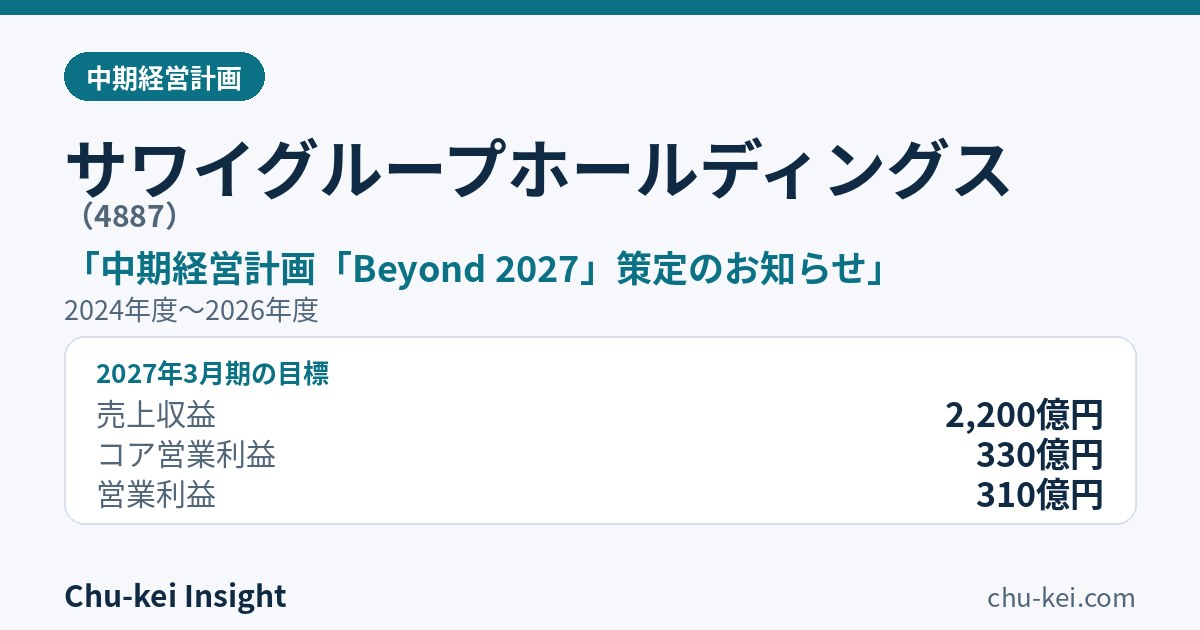 中期経営計画
サワイグループホールディングス
（4887）
「中期経営計画「Beyond 2027」策定のお知らせ」
2024年度～2026年度
2027年3月期の目標
売上収益 2,200億円
コア営業利益 330億円
営業利益 310億円
Chu-kei Insight chu-kei.com